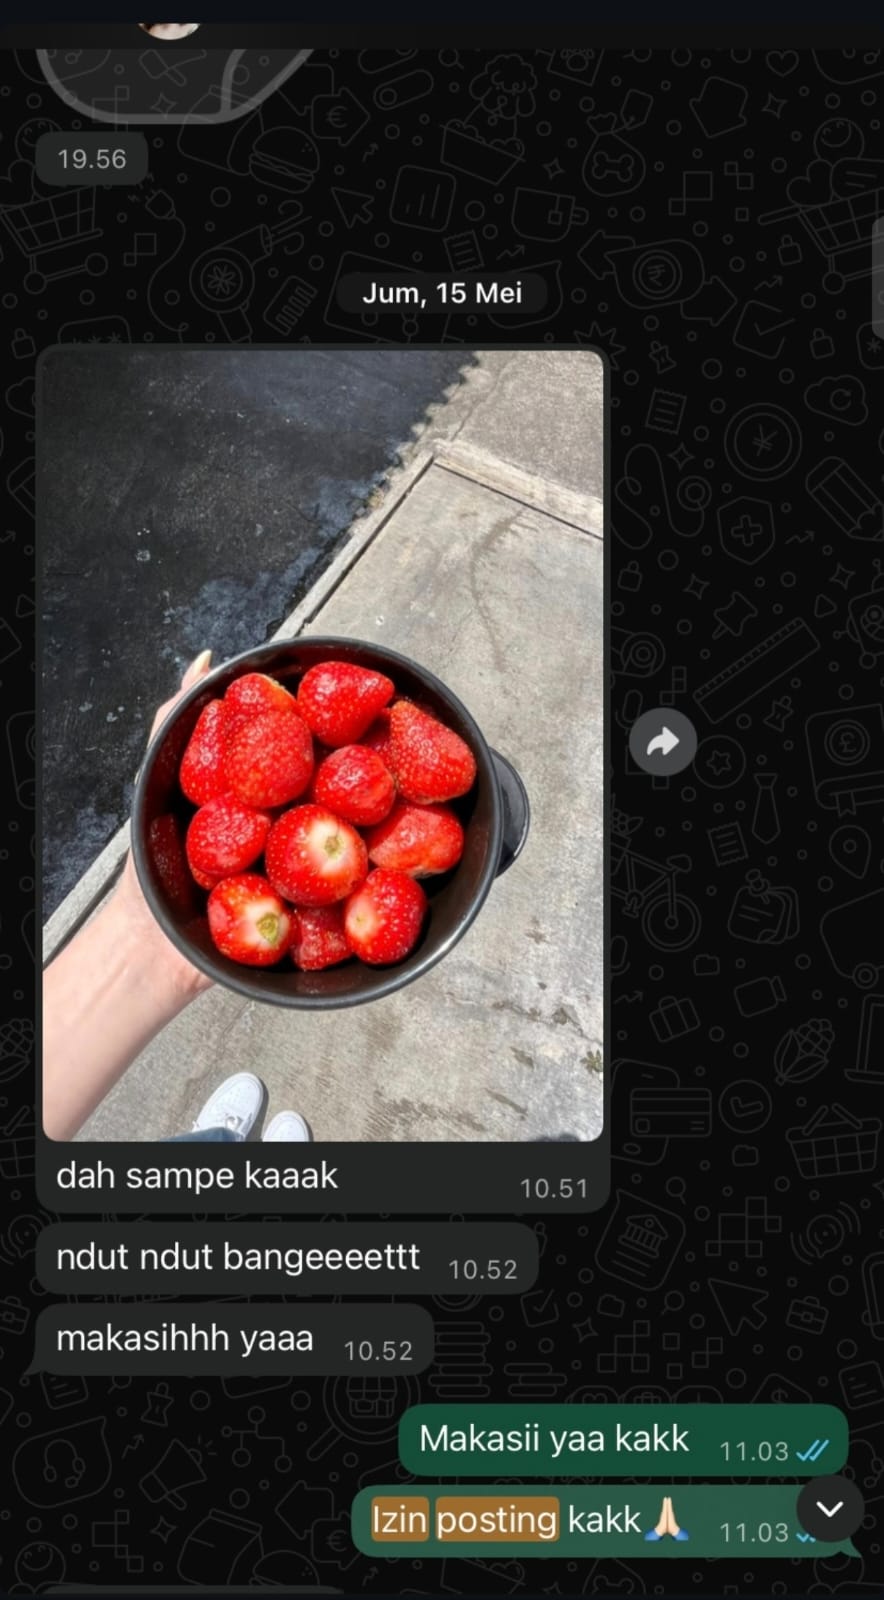 19.56
Jum, 15 Mei
dah sampe kaaak 10.51
ndut ndut bangeeeettt 10.52
makasihhh yaaa 10.52
Makasii yaa kakk 11.03
Izin posting kakk🙏🏻 11.03